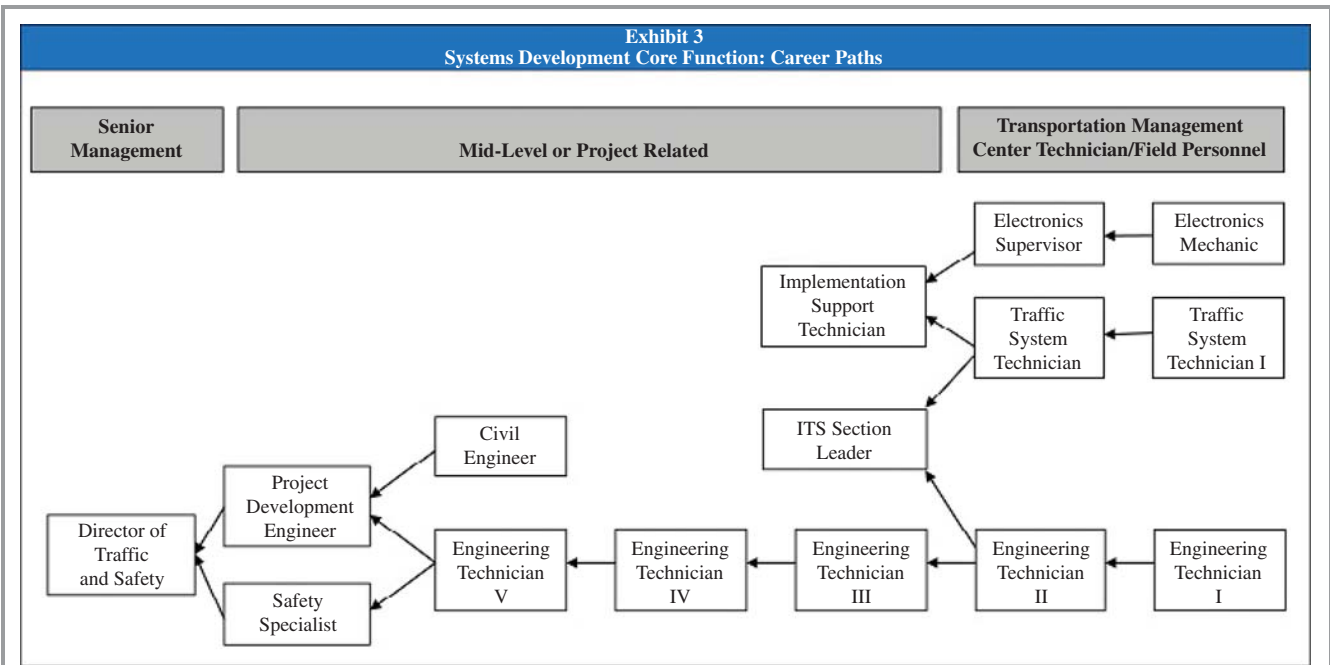 Exhibit 3
Systems Development Core Function: Career Paths
Senior
Management
Mid-Level or Project Related
Transportation Management
Center Technician/Field Personnel
Electronics
Supervisor
Electronics
Mechanic
Implementation
Support
Technician
Traffic
System
Technician
Traffic
System
Technician I
ITS Section
Leader
Civil
Engineer
Project
Development
Engineer
Director of
Traffic
and Safety
Safety
Specialist
Engineering
Technician
V
Engineering
Technician
IV
Engineering
Technician
III
Engineering
Technician
II
Engineering
Technician
I